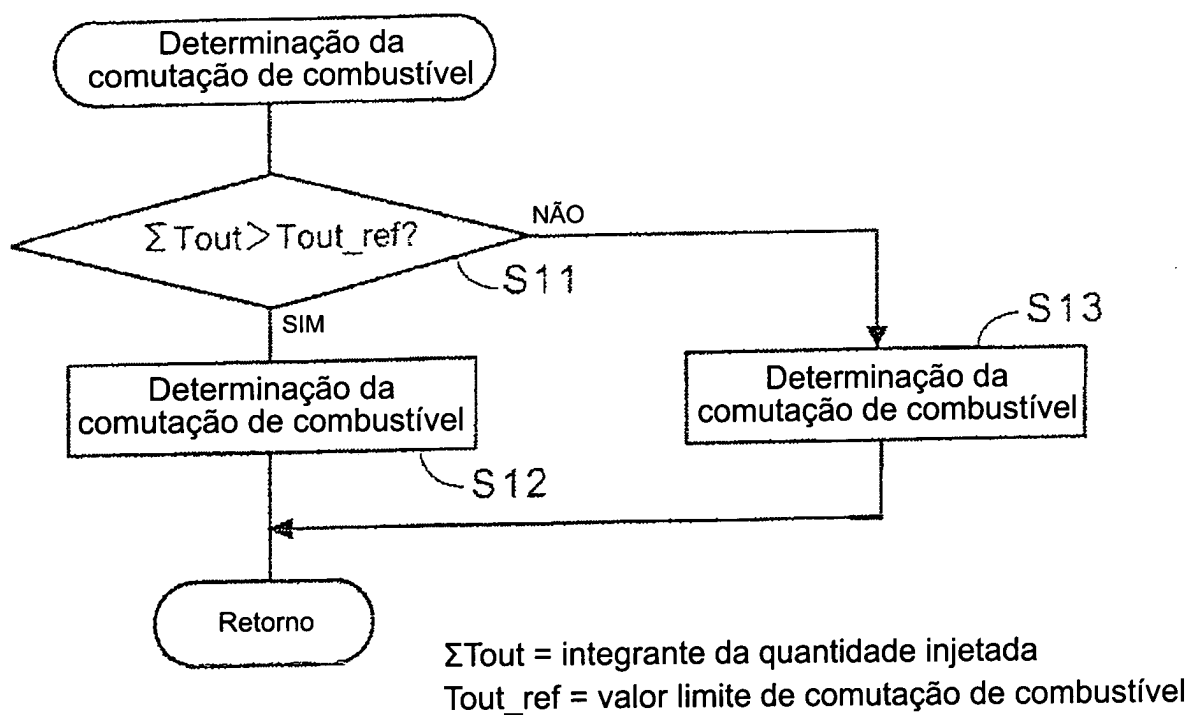 Determinação da
comutação de combustível
ΣTout>Tout_ref?
NÃO
S11
SIM
S13
Determinação da
comutação de combustível
Determinação da
comutação de combustível
S12
Retorno
ΣTout = integrante da quantidade injetada
Tout_ref = valor limite de comutação de combustível